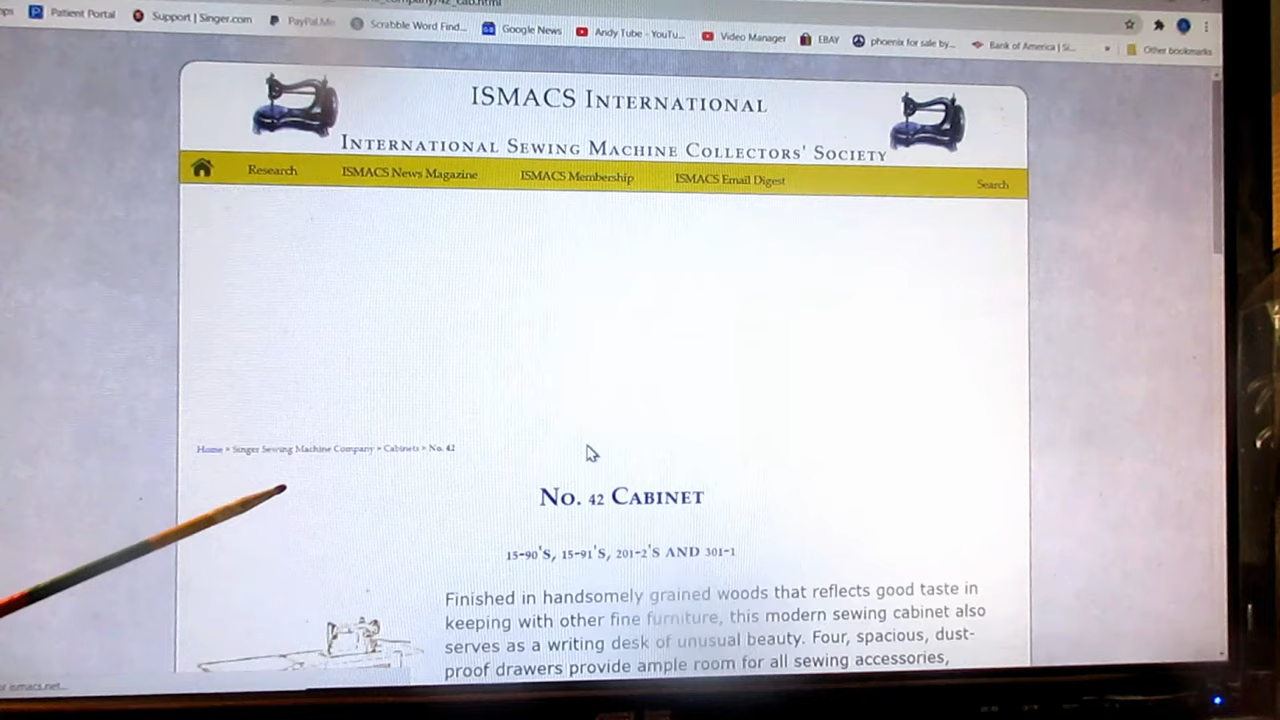 42_cab.html
Patient Portal
Support | Singer.com
PayPal.Me
Scrabble Word Find...
Google News
Andy Tube - YouTu...
Video Manager
EBAY
phoenix for sale by...
Bank of America | Si...
»
Other bookmarks
ISMACS International
International Sewing Machine Collectors' Society
Research
ISMACS News Magazine
ISMACS Membership
ISMACS Email Digest
Search
Home > Singer Sewing Machine Company > Cabinets > No. 42
No. 42 Cabinet
15-90's, 15-91's, 201-2's and 301-1
Finished in handsomely grained woods that reflects good taste in
keeping with other fine furniture, this modern sewing cabinet also
serves as a writing desk of unusual beauty. Four, spacious, dust-
proof drawers provide ample room for all sewing accessories,
ismacs.net...